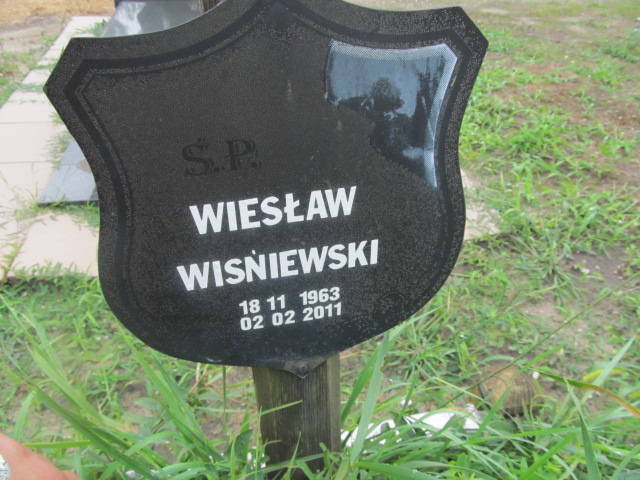 Ś.P.
WIESŁAW
WIŚNIEWSKI
18 11 1963
02 02 2011